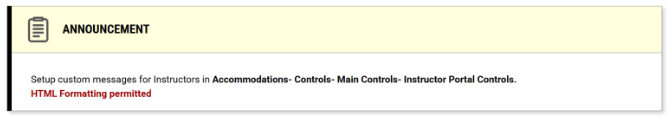 ANNOUNCEMENT
Setup custom messages for Instructors in Accommodations- Controls- Main Controls- Instructor Portal Controls.
HTML Formatting permitted